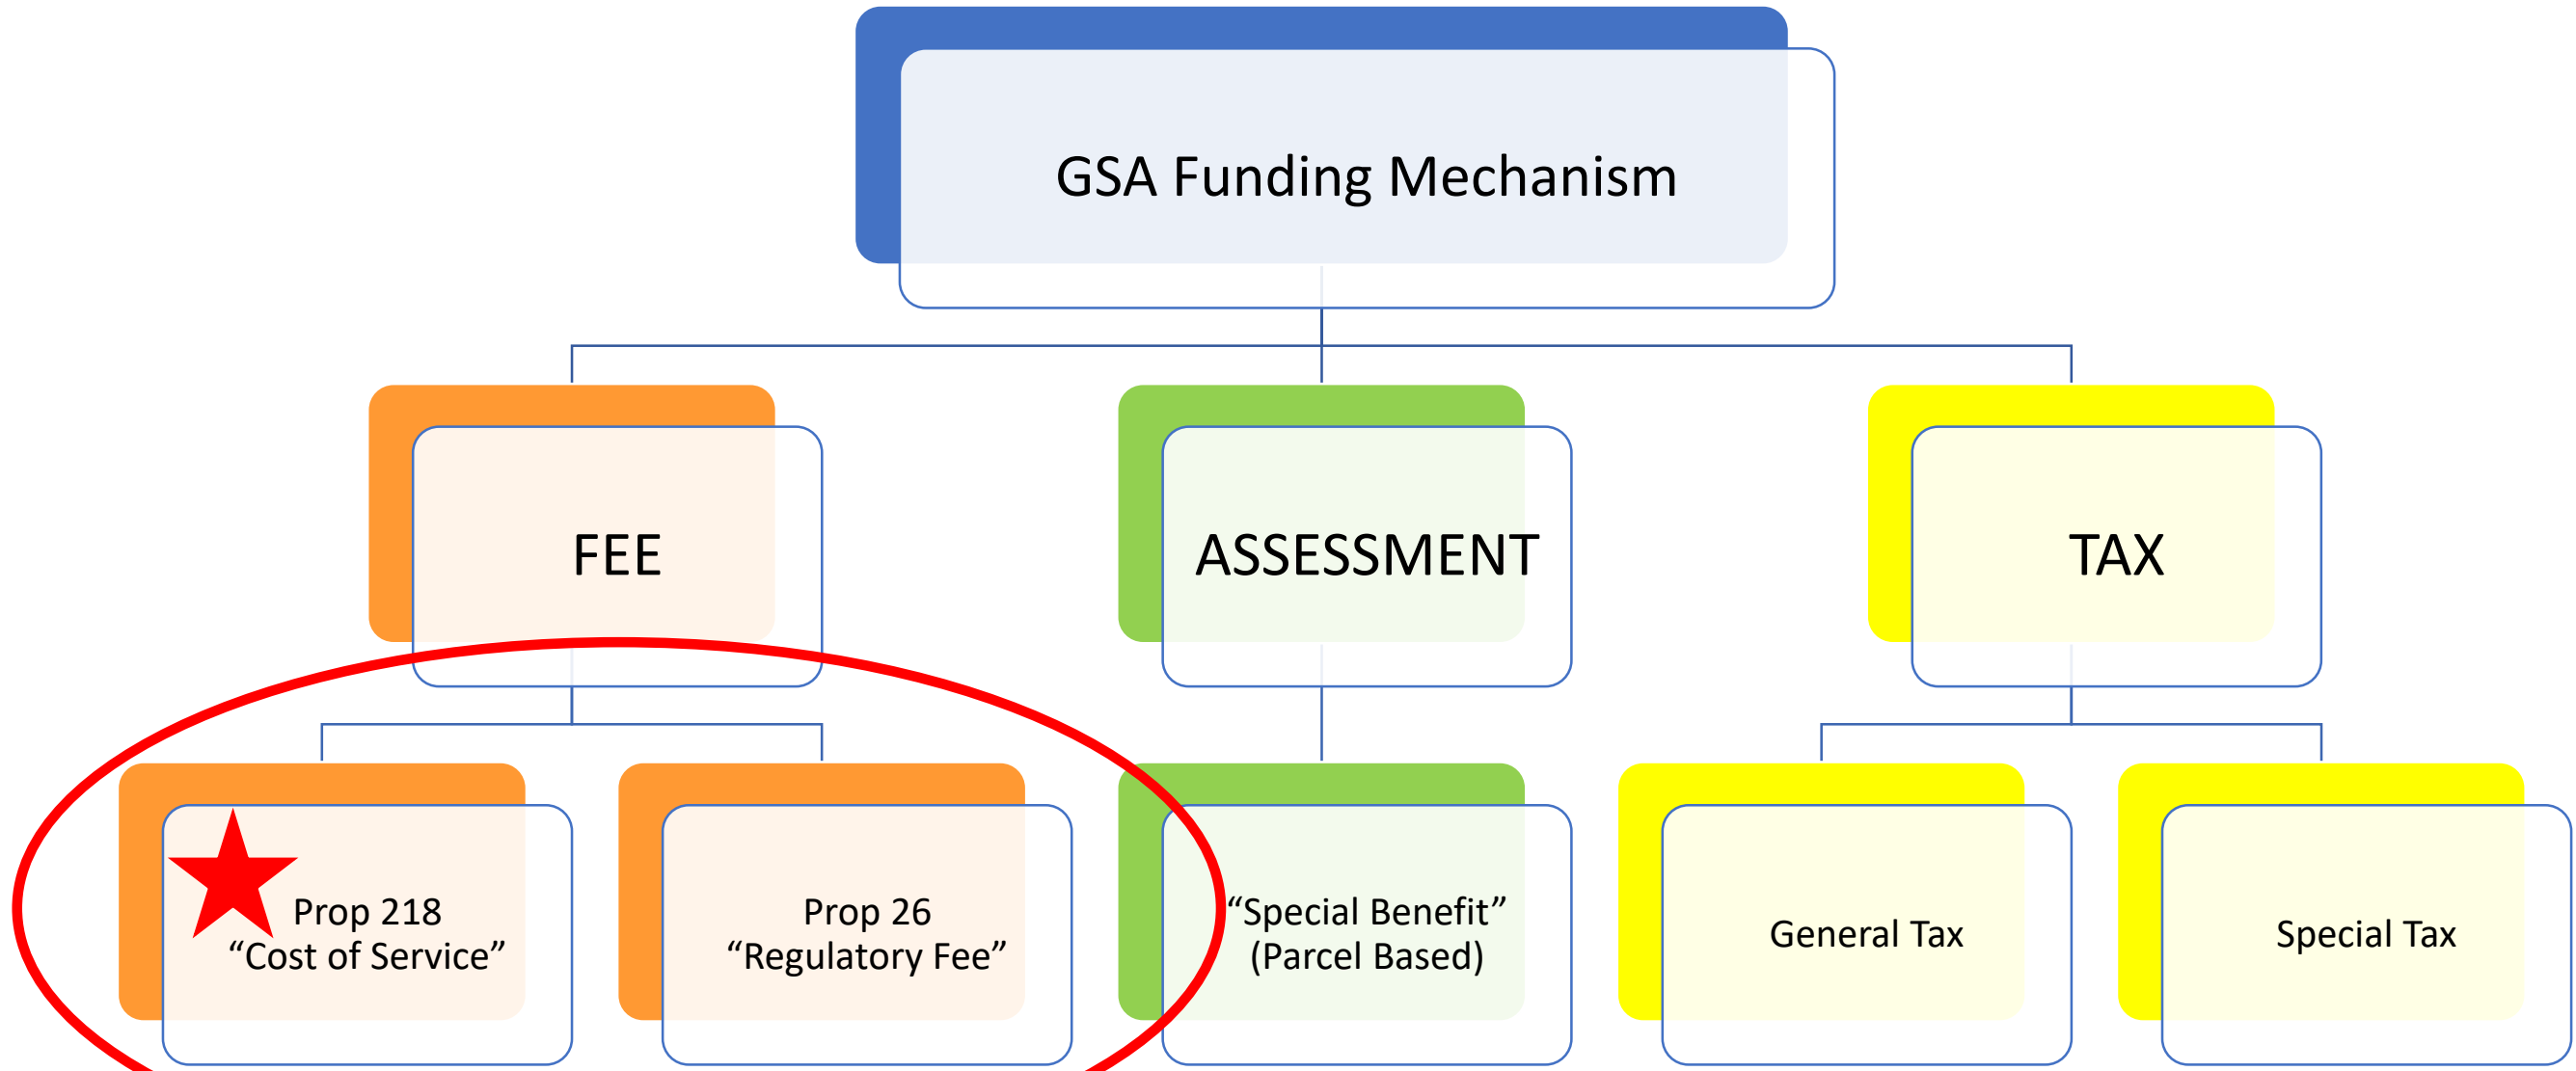 GSA Funding Mechanism
FEE
ASSESSMENT
TAX
Prop 218
“Cost of Service”
Prop 26
“Regulatory Fee”
“Special Benefit”
(Parcel Based)
General Tax
Special Tax